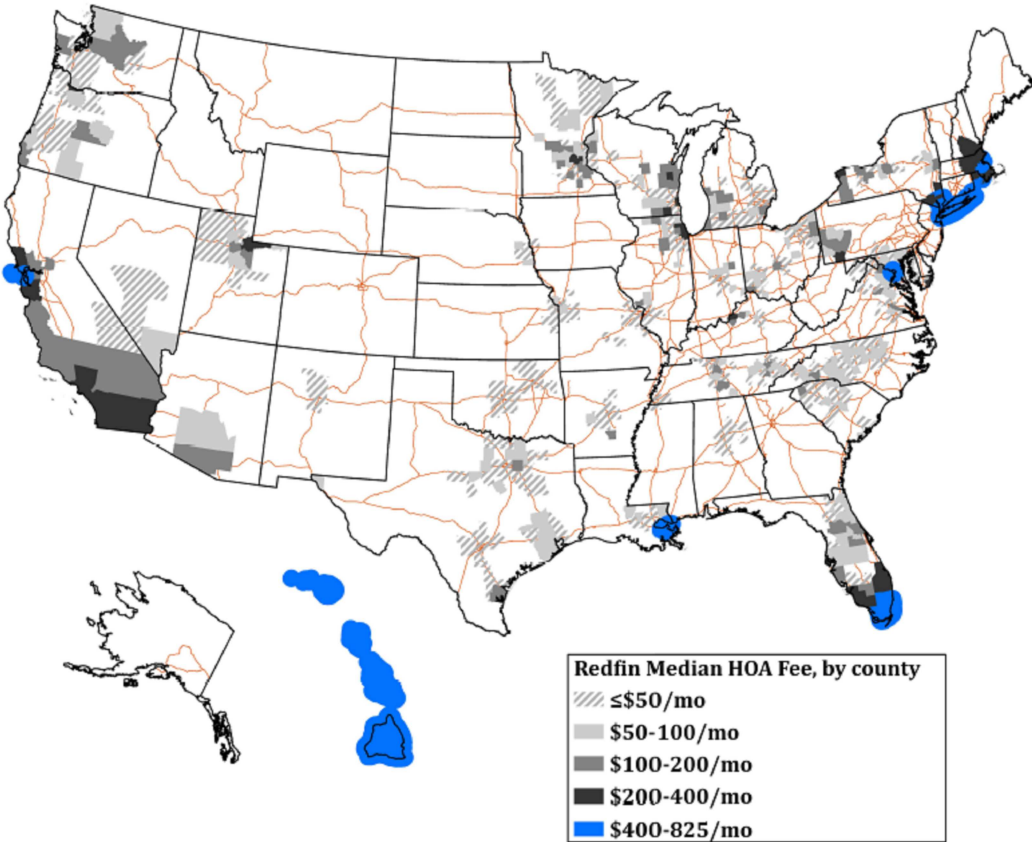 Redfin Median HOA Fee, by county
≤$50/mo
$50-100/mo
$100-200/mo
$200-400/mo
$400-825/mo